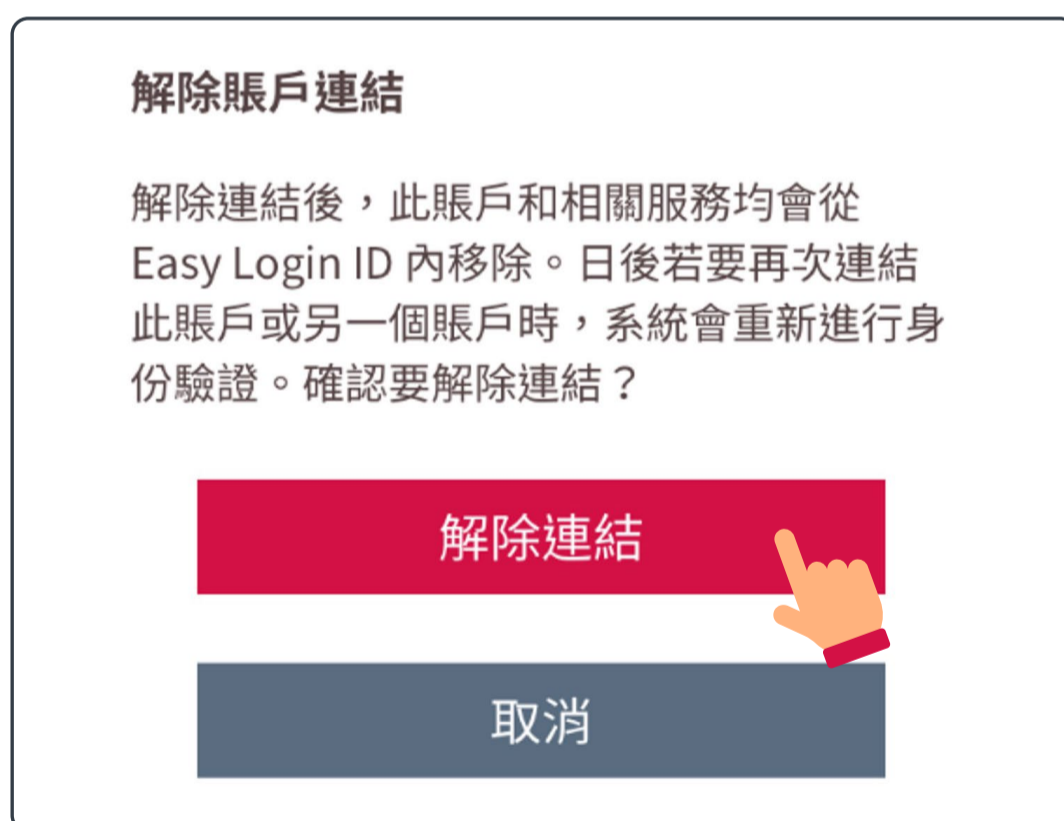 解除賬戶連結
解除連結後，此賬戶和相關服務均會從
Easy Login ID 內移除。日後若要再次連結
此賬戶或另一個賬戶時，系統會重新進行身
份驗證。確認要解除連結？
解除連結
取消